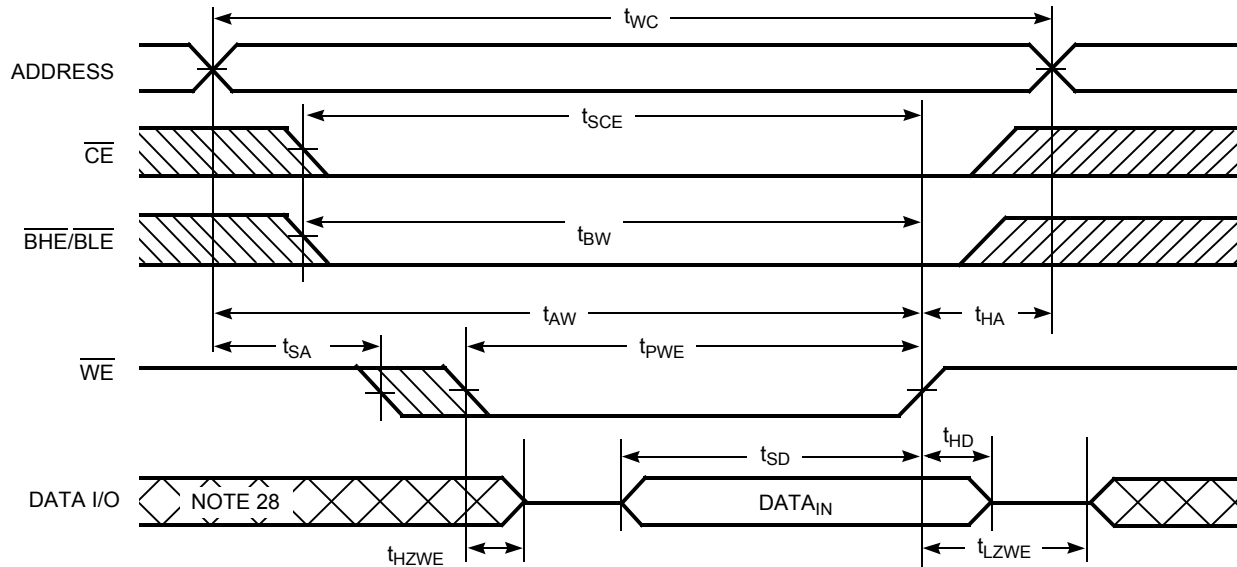 tWC
ADDRESS
tSCE
CE
tBW
BHE/BLE
tAW
tHA
tSA
tPWE
WE
tHD
tSD
DATA I/O
NOTE 28
DATAIN
tHZWE
tLZWE